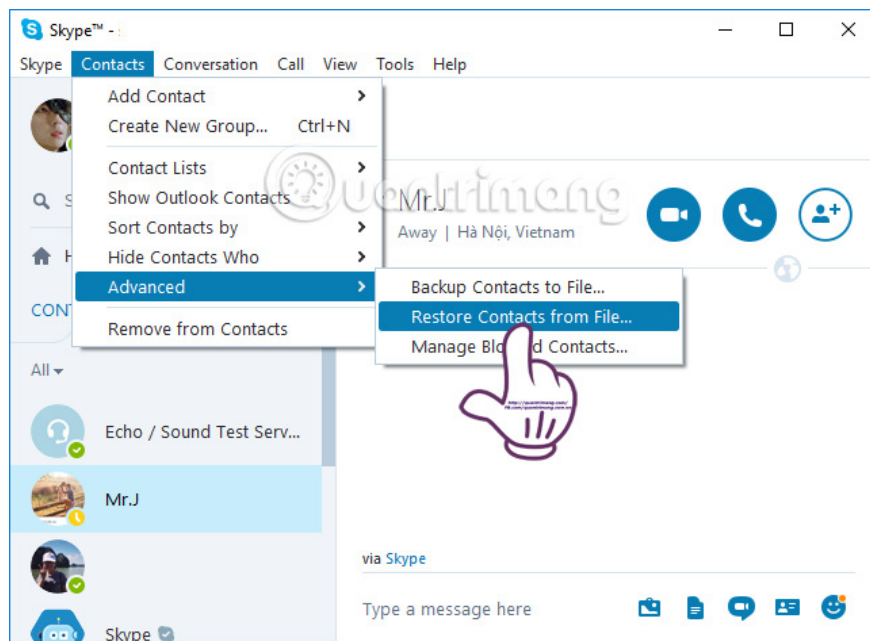 Skype™ -
Skype Contacts Conversation Call View Tools Help
Add Contact
Create New Group... Ctrl+N
Contact Lists
Show Outlook Contacts
Sort Contacts by
Hide Contacts Who
Advanced
Remove from Contacts
Backup Contacts to File...
Restore Contacts from File...
Manage Blocked Contacts...
Quantrimang
Mr.J
Away | Hà Nội, Vietnam
All
Echo / Sound Test Serv...
Mr.J
Skype
via Skype
Type a message here